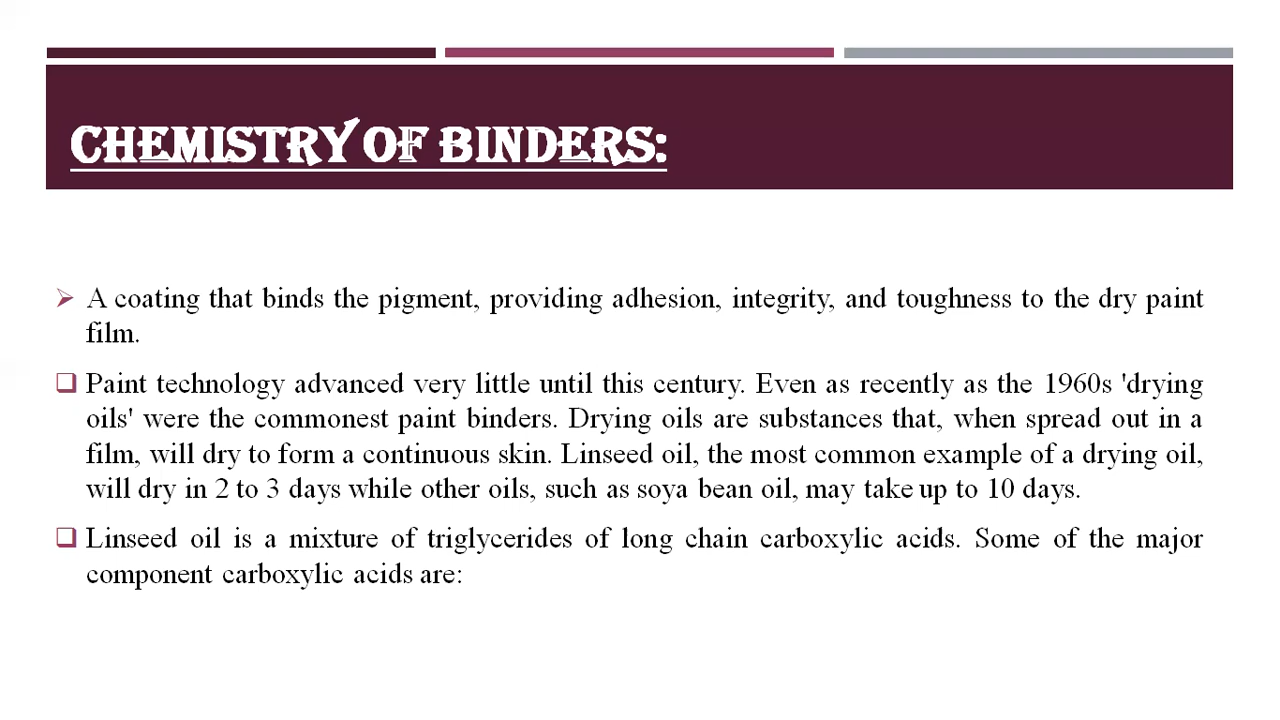 CHEMISTRY OF BINDERS:
A coating that binds the pigment, providing adhesion, integrity, and toughness to the dry paint
film.
Paint technology advanced very little until this century. Even as recently as the 1960s 'drying
oils' were the commonest paint binders. Drying oils are substances that, when spread out in a
film, will dry to form a continuous skin. Linseed oil, the most common example of a drying oil,
will dry in 2 to 3 days while other oils, such as soya bean oil, may take up to 10 days.
Linseed oil is a mixture of triglycerides of long chain carboxylic acids. Some of the major
component carboxylic acids are: